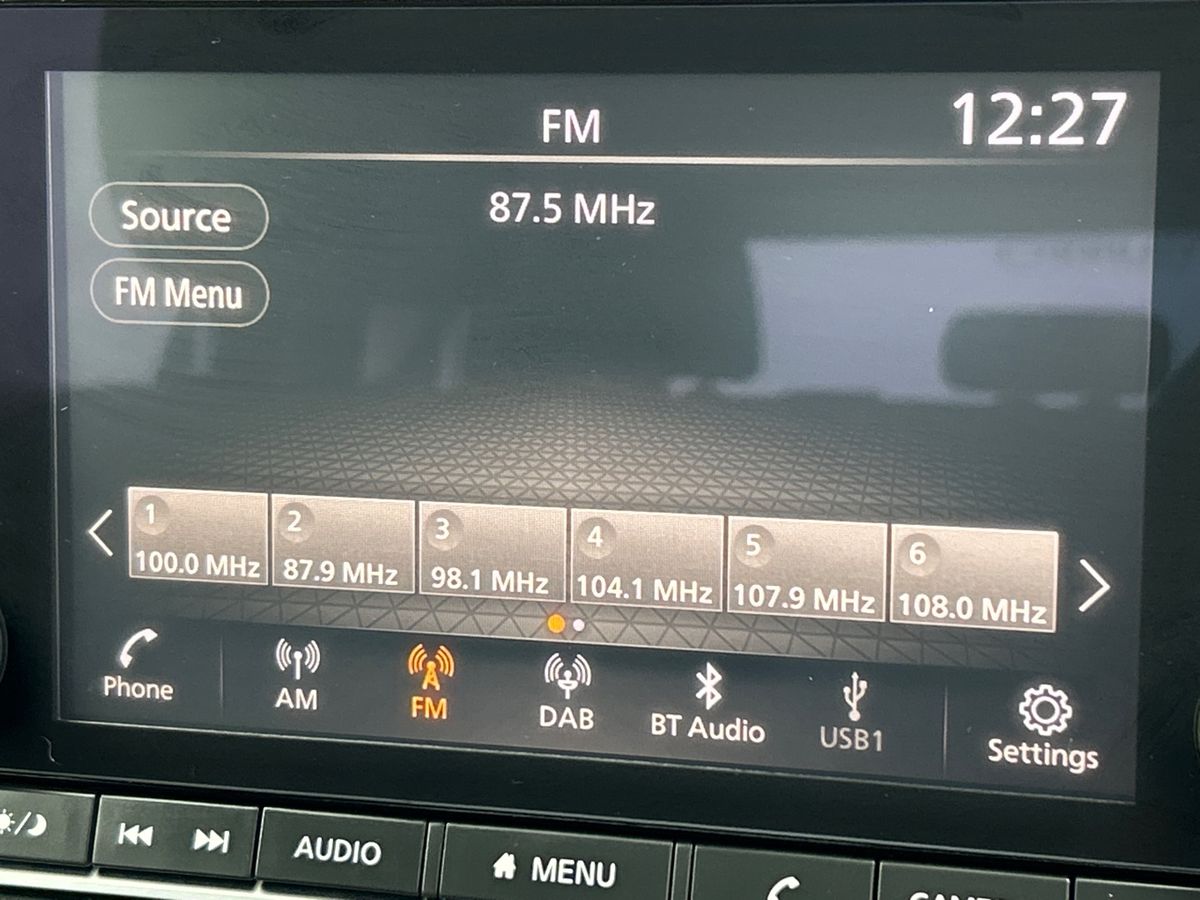 FM
12:27
Source
87.5 MHz
FM Menu
1
100.0 MHz
2
87.9 MHz
3
98.1 MHz
4
104.1 MHz
5
107.9 MHz
6
108.0 MHz
Phone
AM
FM
DAB
BT Audio
USB1
Settings
AUDIO
MENU